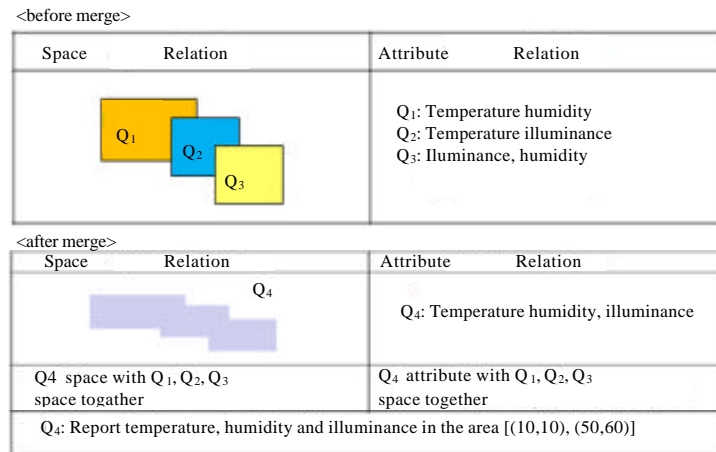 <before merge>
Space Relation Attribute Relation
Q1
Q2
Q3
Q1: Temperature humidity
Q2: Temperature illuminance
Q3: Iluminance, humidity
<after merge>
Space Relation Attribute Relation
Q4
Q4: Temperature humidity, illuminance
Q4 space with Q1, Q2, Q3
space togather
Q4 attribute with Q1, Q2, Q3
space together
Q4: Report temperature, humidity and illuminance in the area [(10,10), (50,60)]